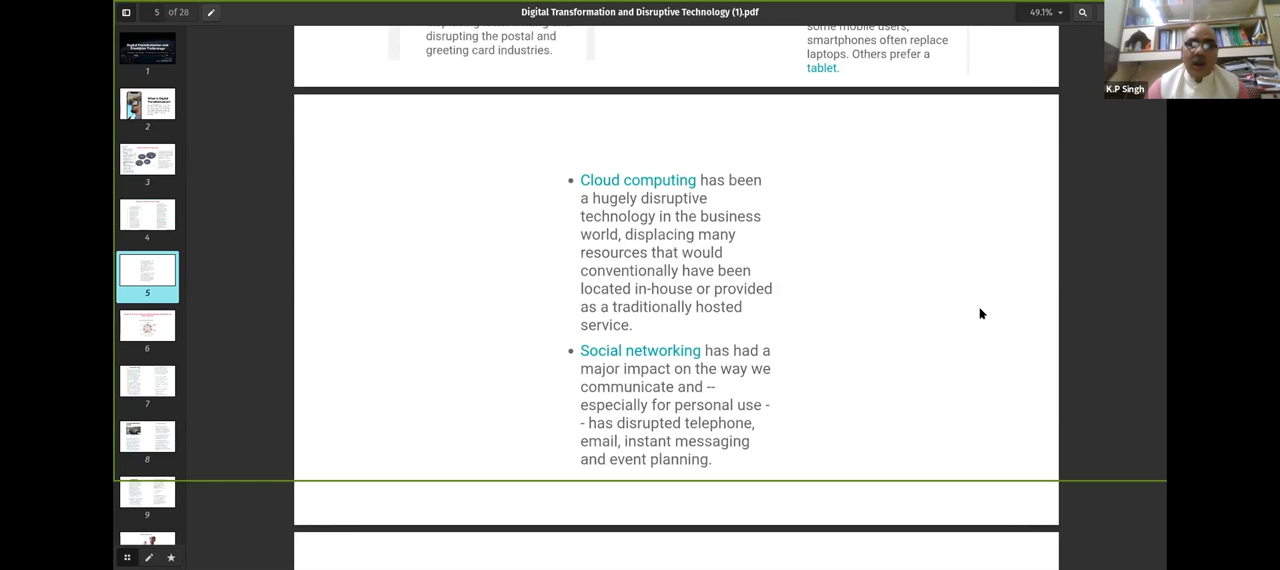 5 of 28
Digital Transformation and Disruptive Technology (1).pdf
49.1%
disrupting the postal and
greeting card industries.
some mobile users,
smartphones often replace
laptops. Others prefer a
tablet.
K.P Singh
Cloud computing has been
a hugely disruptive
technology in the business
world, displacing many
resources that would
conventionally have been
located in-house or provided
as a traditionally hosted
service.
Social networking has had a
major impact on the way we
communicate and --
especially for personal use -
- has disrupted telephone,
email, instant messaging
and event planning.
1
2
3
4
5
6
7
8
9